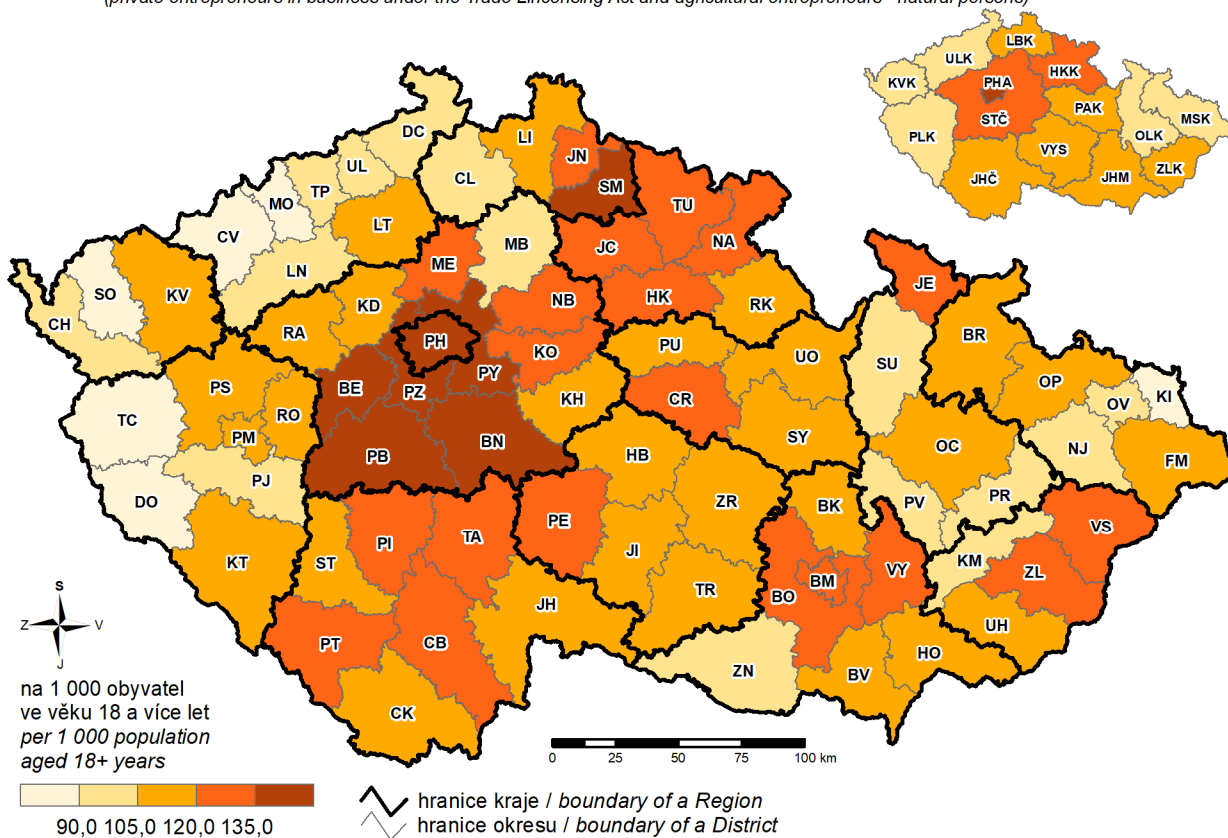 (private entrepreneurs in business under the Trade Lincensing Act and agricultural entrepreneurs - natural persons)
LBK
ULK
HKK
KVK
PHA
PAK
STČ
MSK
PLK
OLK
VYS
ZLK
JHČ
JHM
DC
LI
JN
UL
CL
TP
SM
MO
TU
LT
CV
MB
NA
JC
LN
ME
SO
KV
NB
HK
JE
KD
RK
CH
RA
BR
PH
PU
KO
UO
SU
PY
OP
PS
BE
PZ
KI
KH
CR
OV
RO
TC
PM
SY
OC
BN
NJ
PB
HB
FM
PJ
PR
DO
ZR
PV
BK
PE
VS
PI
TA
JI
KT
ST
KM
VY
ZL
BM
TR
BO
JH
UH
PT
CB
HO
ZN
BV
CK
S
Z V
J
na 1 000 obyvatel
ve věku 18 a více let
per 1 000 population
aged 18+ years
90,0 105,0 120,0 135,0
0 25 50 75 100 km
hranice kraje / boundary of a Region
hranice okresu / boundary of a District